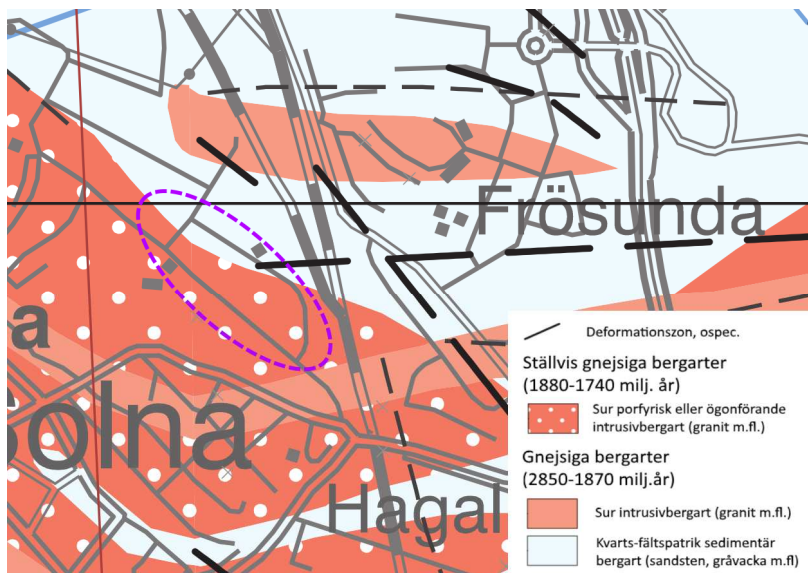 Frösunda
a
Solna
Hagal
Deformationszon, ospec.
Ställvis gnejsiga bergarter
(1880-1740 milj. år)
Sur porfyrisk eller ögonförande
intrusivbergart (granit m.fl.)
Gnejsiga bergarter
(2850-1870 milj.år)
Sur intrusivbergart (granit m.fl.)
Kvarts-fältspatrik sedimentär
bergart (sandsten, gråvacka m.fl)